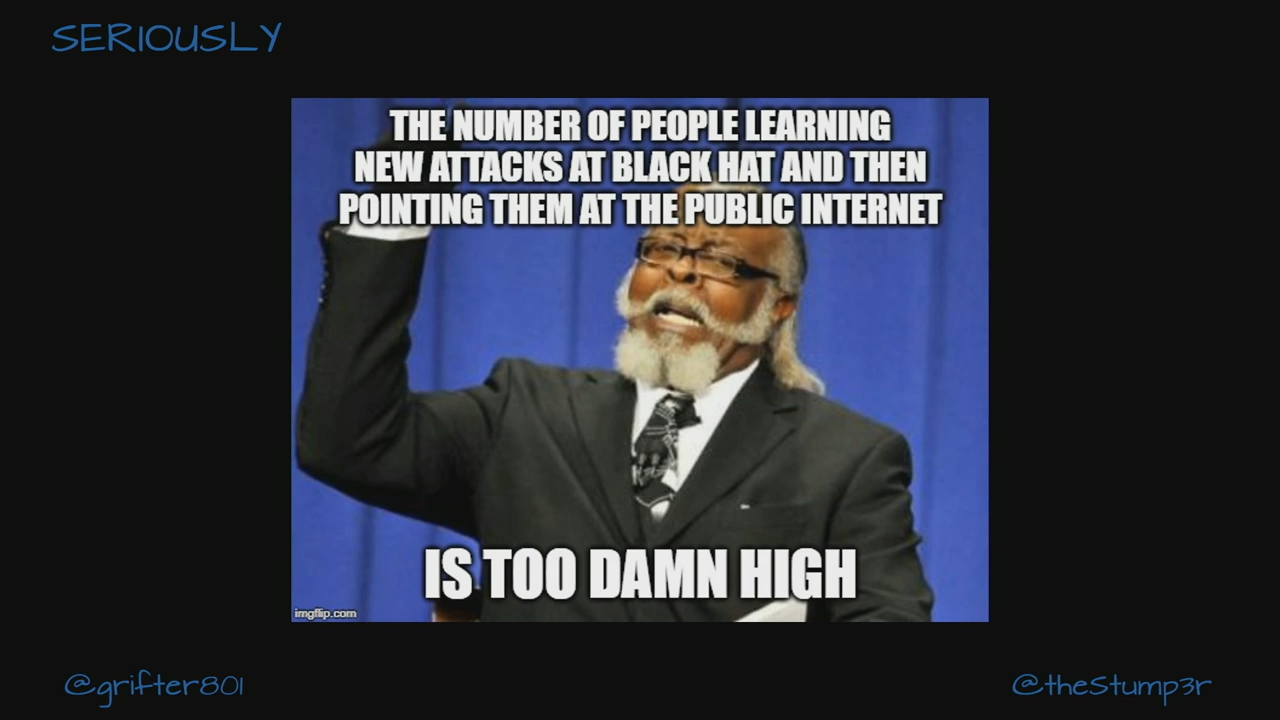 SERIOUSLY
THE NUMBER OF PEOPLE LEARNING
NEW ATTACKS AT BLACK HAT AND THEN
POINTING THEM AT THE PUBLIC INTERNET
IS TOO DAMN HIGH
imgflip.com
@grifter801
@theStump3r